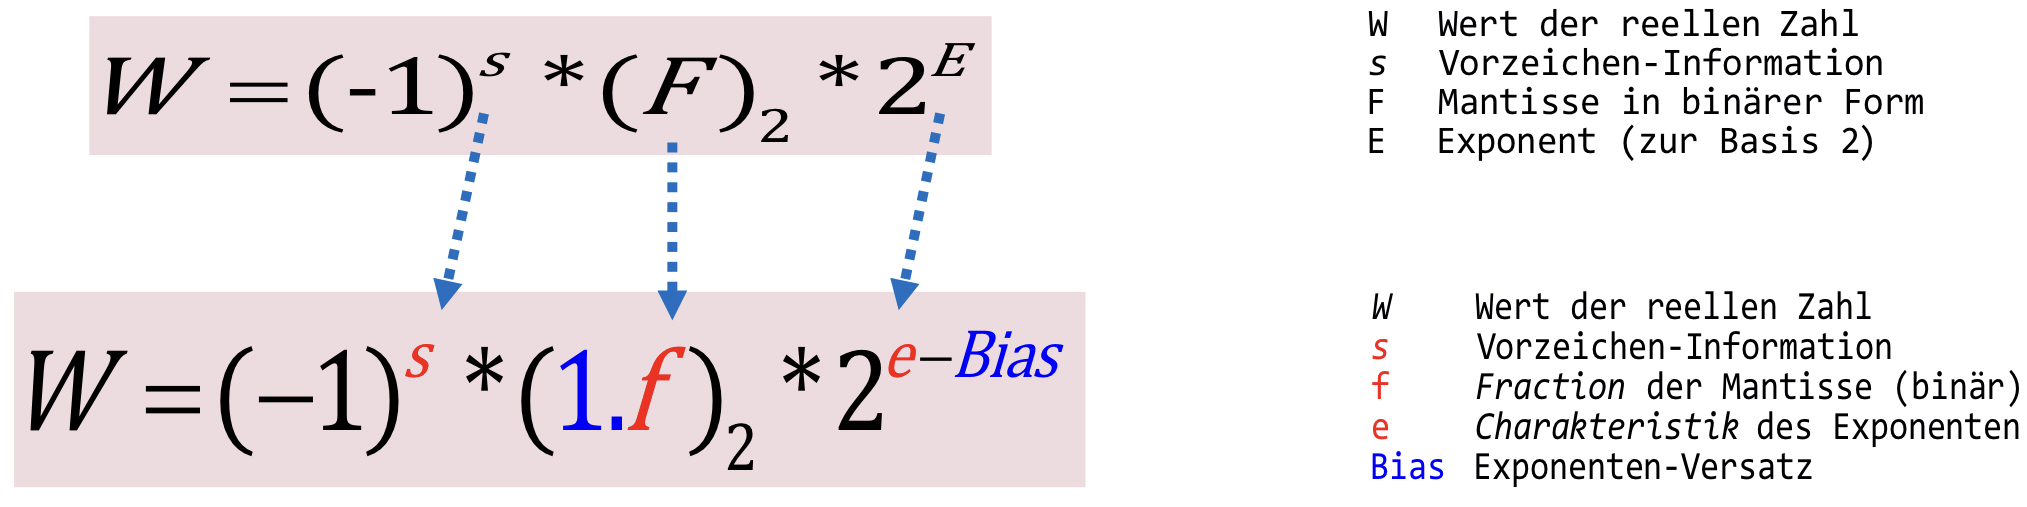 W = (-1)^s * (F)_2 * 2^E
W Wert der reellen Zahl
s Vorzeichen-Information
F Mantisse in binärer Form
E Exponent (zur Basis 2)
W = (−1)^s * (1.f)_2 * 2^(e−Bias)
W Wert der reellen Zahl
s Vorzeichen-Information
f Fraction der Mantisse (binär)
e Charakteristik des Exponenten
Bias Exponenten-Versatz